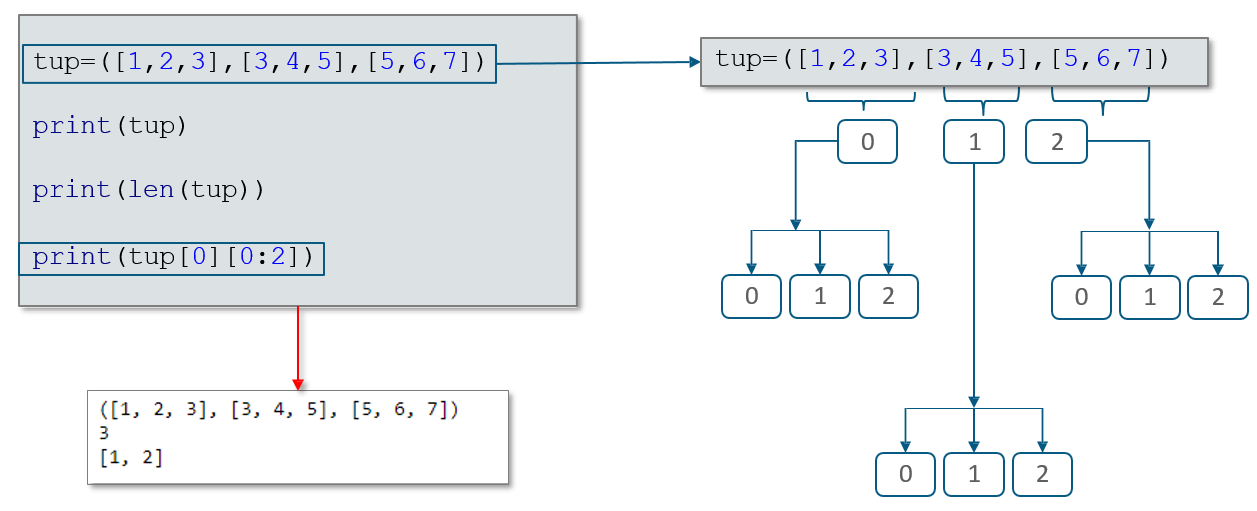 tup=([1,2,3],[3,4,5],[5,6,7])
print(tup)
print(len(tup))
print(tup[0][0:2])
([1, 2, 3], [3, 4, 5], [5, 6, 7])
3
[1, 2]
tup=([1,2,3],[3,4,5],[5,6,7])
0 1 2
0 1 2 0 1 2
0 1 2